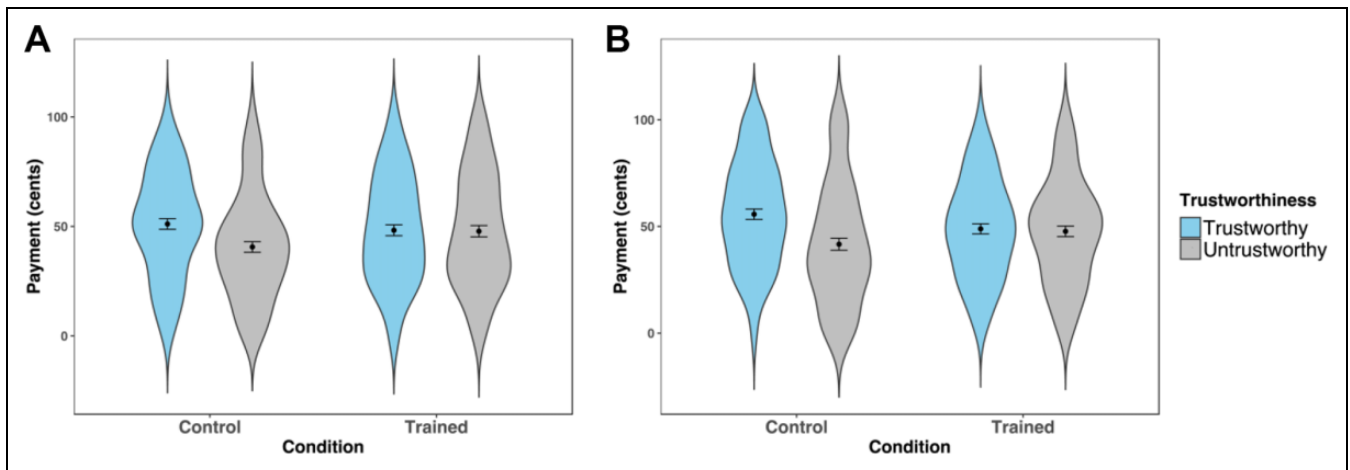 A
Payment (cents)
100
50
0
Control
Trained
Condition
B
Payment (cents)
100
50
0
Control
Trained
Condition
Trustworthiness
Trustworthy
Untrustworthy